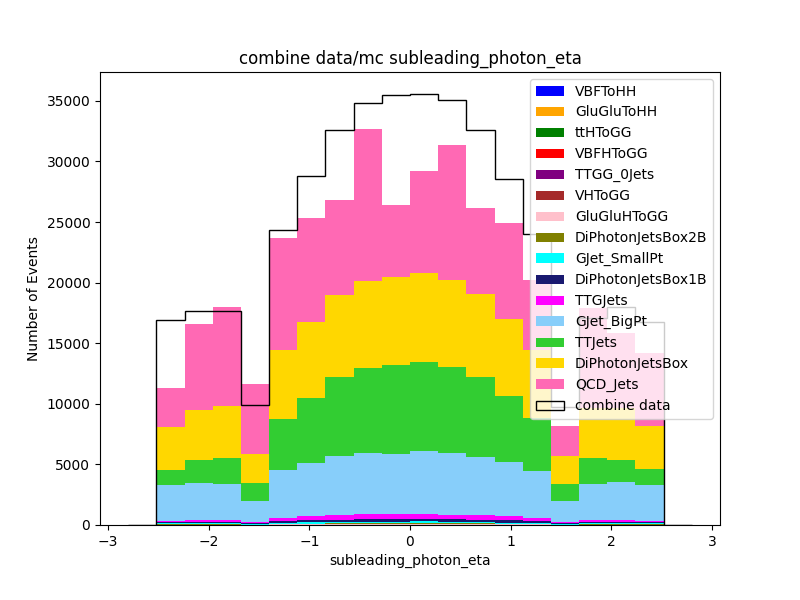 combine data/mc subleading_photon_eta
35000
30000
25000
20000
15000
10000
5000
0
Number of Events
VBFToHH
GluGluToHH
ttHToGG
VBFHToGG
TTGG_0Jets
VHToGG
GluGluHToGG
DiPhotonJetsBox2B
GJet_SmallPt
DiPhotonJetsBox1B
TTGJets
GJet_BigPt
TTJets
DiPhotonJetsBox
QCD_Jets
combine data
−3 −2 −1 0 1 2 3
subleading_photon_eta